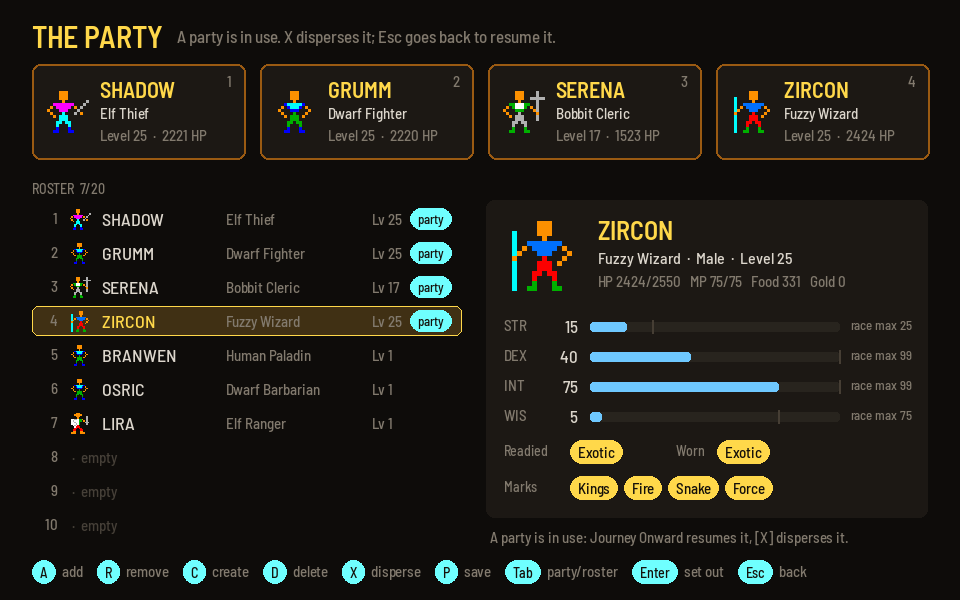 THE PARTY A party is in use. X disperses it; Esc goes back to resume it.
SHADOW 1
Elf Thief
Level 25 · 2221 HP
GRUMM 2
Dwarf Fighter
Level 25 · 2220 HP
SERENA 3
Bobbit Cleric
Level 17 · 1523 HP
ZIRCON 4
Fuzzy Wizard
Level 25 · 2424 HP
ROSTER 7/20
1 SHADOW Elf Thief Lv 25 party
2 GRUMM Dwarf Fighter Lv 25 party
3 SERENA Bobbit Cleric Lv 17 party
4 ZIRCON Fuzzy Wizard Lv 25 party
5 BRANWEN Human Paladin Lv 1
6 OSRIC Dwarf Barbarian Lv 1
7 LIRA Elf Ranger Lv 1
8 · empty
9 · empty
10 · empty
ZIRCON
Fuzzy Wizard · Male · Level 25
HP 2424/2550 MP 75/75 Food 331 Gold 0
STR 15 race max 25
DEX 40 race max 99
INT 75 race max 99
WIS 5 race max 75
Readied Exotic Worn Exotic
Marks Kings Fire Snake Force
A party is in use: Journey Onward resumes it, [X] disperses it.
A add R remove C create D delete X disperse P save Tab party/roster Enter set out Esc back